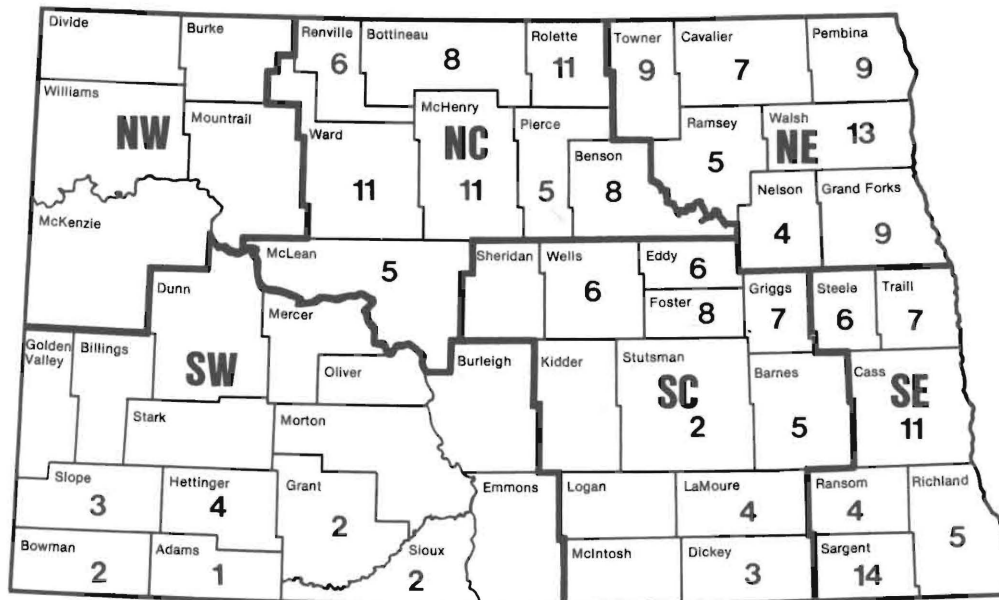 Divide
Burke
Renville
6
Bottineau
8
Rolette
11
Towner
9
Cavalier
7
Pembina
9
Williams
NW
Mountrail
Ward
11
McHenry
NC
11
Pierce
5
Benson
8
Ramsey
5
Walsh
13
NE
Nelson
4
Grand Forks
9
McKenzie
McLean
5
Sheridan
Wells
6
Eddy
6
Foster
8
Griggs
7
Steele
6
Traill
7
Dunn
Mercer
Golden
Valley
Billings
SW
Oliver
Burleigh
Kidder
Stutsman
SC
2
Barnes
5
Cass
SE
11
Stark
Morton
Slope
3
Hettinger
4
Grant
2
Emmons
Logan
LaMoure
4
Ransom
4
Richland
5
Bowman
2
Adams
1
Sioux
2
McIntosh
Dickey
3
Sargent
14